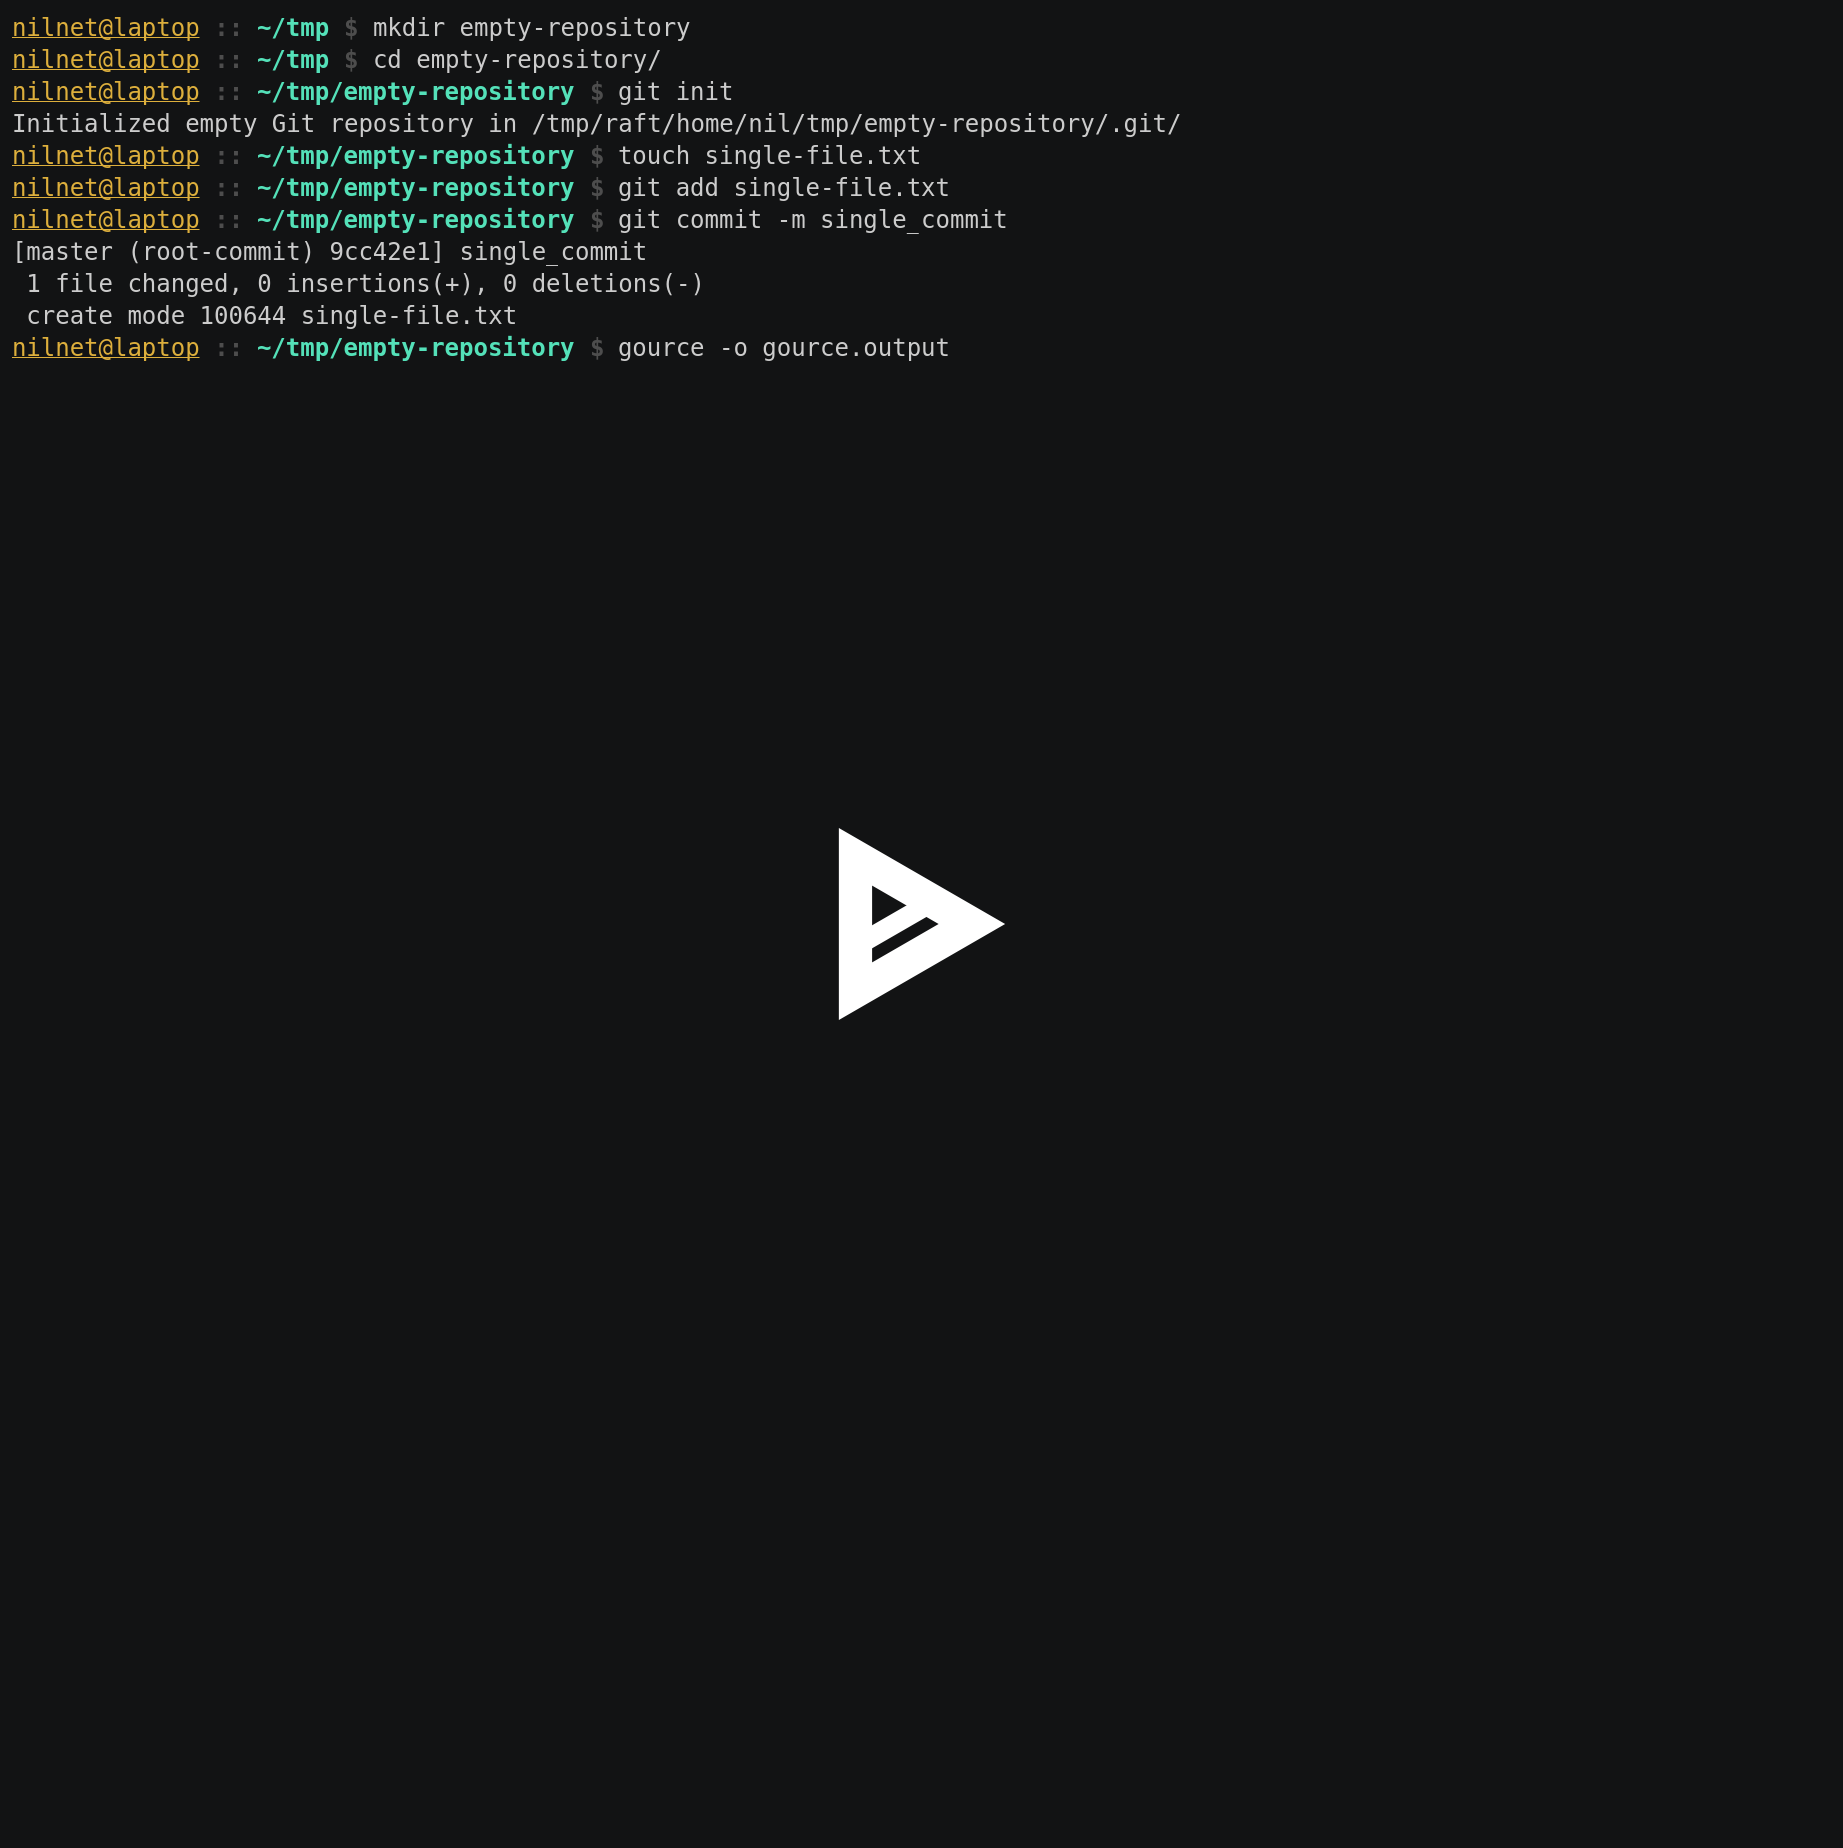 nilnet@laptop :: ~/tmp $ mkdir empty-repository
nilnet@laptop :: ~/tmp $ cd empty-repository/
nilnet@laptop :: ~/tmp/empty-repository $ git init
Initialized empty Git repository in /tmp/raft/home/nil/tmp/empty-repository/.git/
nilnet@laptop :: ~/tmp/empty-repository $ touch single-file.txt
nilnet@laptop :: ~/tmp/empty-repository $ git add single-file.txt
nilnet@laptop :: ~/tmp/empty-repository $ git commit -m single_commit
[master (root-commit) 9cc42e1] single_commit
 1 file changed, 0 insertions(+), 0 deletions(-)
 create mode 100644 single-file.txt
nilnet@laptop :: ~/tmp/empty-repository $ gource -o gource.output